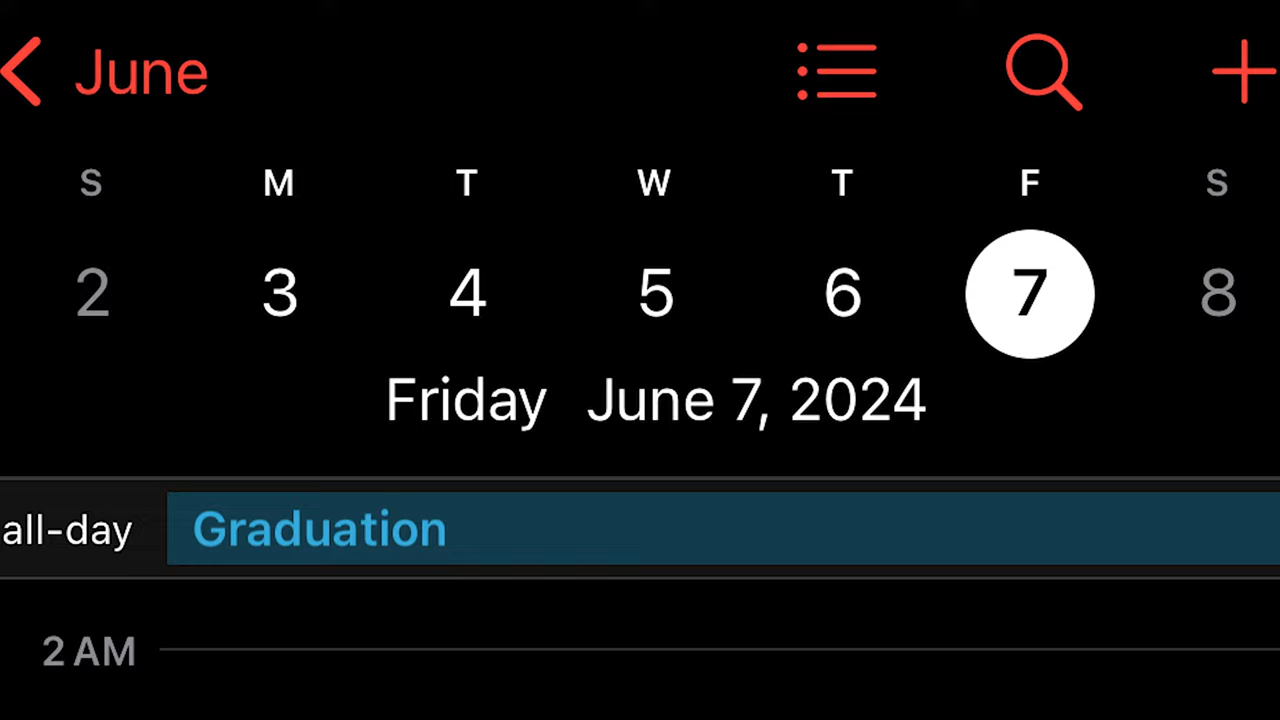 June
S M T W T F S
2 3 4 5 6 7 8
Friday June 7, 2024
all-day Graduation
2 AM